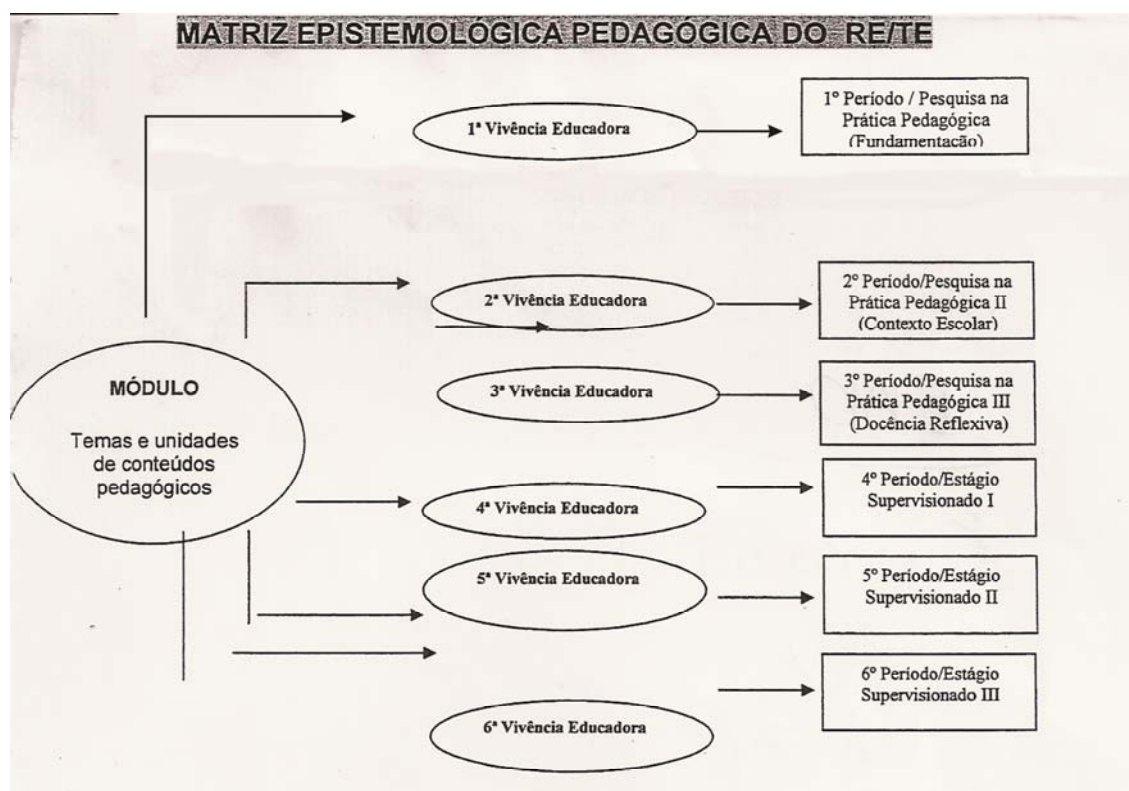 MATRIZ EPISTEMOLÓGICA PEDAGÓGICA DO RE/TE
1ª Vivência Educadora
1º Período / Pesquisa na
Prática Pedagógica
(Fundamentação)
2ª Vivência Educadora
2º Período/Pesquisa na
Prática Pedagógica II
(Contexto Escolar)
MÓDULO
Temas e unidades
de conteúdos
pedagógicos
3ª Vivência Educadora
3º Período/Pesquisa na
Prática Pedagógica III
(Docência Reflexiva)
4ª Vivência Educadora
4º Período/Estágio
Supervisionado I
5ª Vivência Educadora
5º Período/Estágio
Supervisionado II
6ª Vivência Educadora
6º Período/Estágio
Supervisionado III